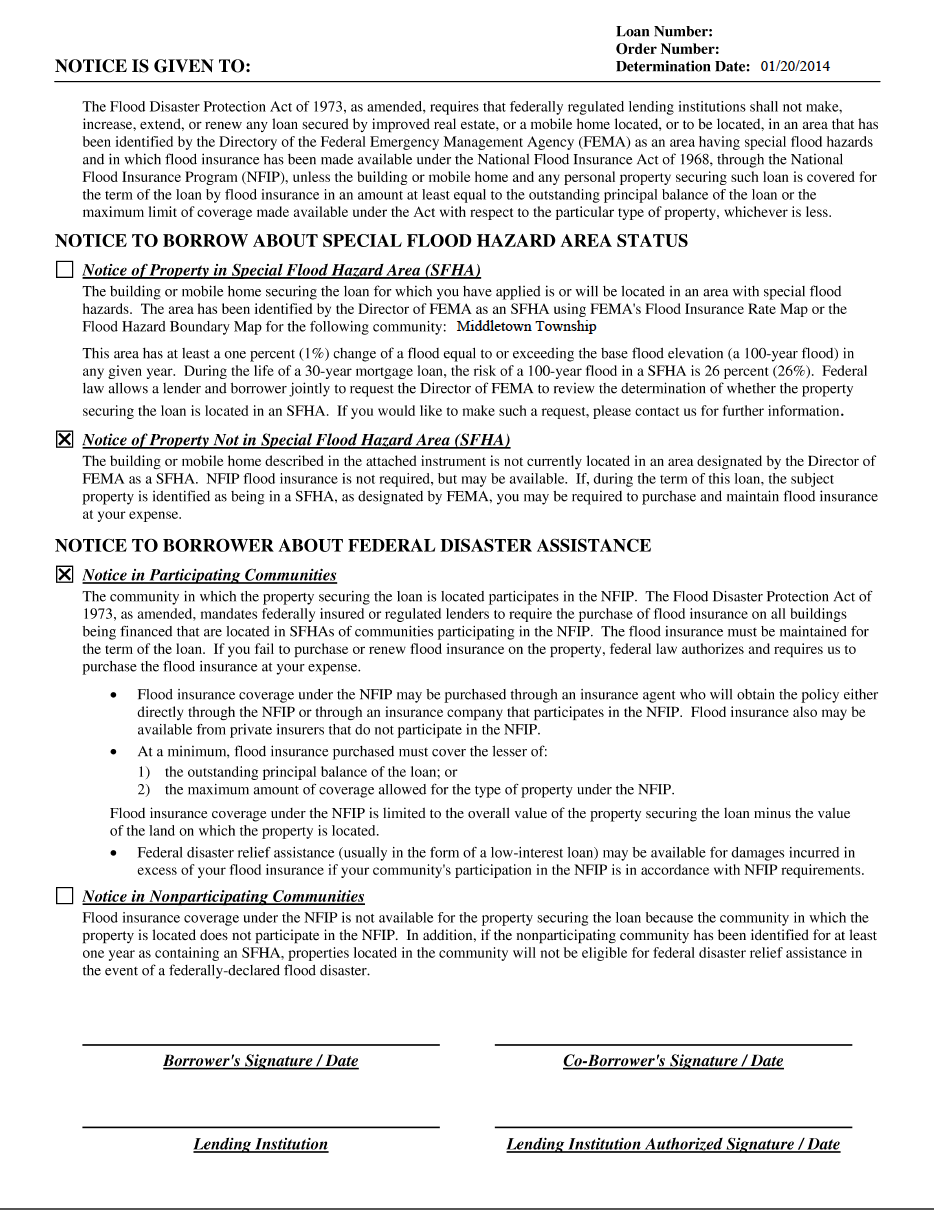 Loan Number:
Order Number:
NOTICE IS GIVEN TO:
Determination Date: 01/20/2014
The Flood Disaster Protection Act of 1973, as amended, requires that federally regulated lending institutions shall not make,
increase, extend, or renew any loan secured by improved real estate, or a mobile home located, or to be located, in an area that has
been identified by the Director of the Federal Emergency Management Agency (FEMA) as an area having special flood hazards
and in which flood insurance has been made available under the National Flood Insurance Act of 1968, through the National
Flood Insurance Program (NFIP), unless the building or mobile home and any personal property securing such loan is covered for
the term of the loan by flood insurance in an amount at least equal to the outstanding principal balance of the loan or the
maximum limit of coverage made available under the Act with respect to the particular type of property, whichever is less.
NOTICE TO BORROW ABOUT SPECIAL FLOOD HAZARD AREA STATUS
Notice of Property in Special Flood Hazard Area (SFHA)
The building or mobile home securing the loan for which you have applied is or will be located in an area with special flood
hazards. The area has been identified by the Director of FEMA as an SFHA using FEMA's Flood Insurance Rate Map or the
Flood Hazard Boundary Map for the following community: Middletown Township
This area has at least a one percent (1%) change of a flood equal to or exceeding the base flood elevation (a 100-year flood) in
any given year. During the life of a 30-year mortgage loan, the risk of a 100-year flood in a SFHA is 26 percent (26%). Federal
law allows a lender and borrower jointly to request the Director of FEMA to review the determination of whether the property
securing the loan is located in an SFHA. If you would like to make such a request, please contact us for further information.
Notice of Property Not in Special Flood Hazard Area (SFHA)
The building or mobile home described in the attached instrument is not currently located in an area designated by the Director of
FEMA as a SFHA. NFIP flood insurance is not required, but may be available. If, during the term of this loan, the subject
property is identified as being in a SFHA, as designated by FEMA, you may be required to purchase and maintain flood insurance
at your expense.
NOTICE TO BORROWER ABOUT FEDERAL DISASTER ASSISTANCE
Notice in Participating Communities
The community in which the property securing the loan is located participates in the NFIP. The Flood Disaster Protection Act of
1973, as amended, mandates federally insured or regulated lenders to require the purchase of flood insurance on all buildings
being financed that are located in SFHAs of communities participating in the NFIP. The flood insurance must be maintained for
the term of the loan. If you fail to purchase or renew flood insurance on the property, federal law authorizes and requires us to
purchase the flood insurance at your expense.
• Flood insurance coverage under the NFIP may be purchased through an insurance agent who will obtain the policy either
directly through the NFIP or through an insurance company that participates in the NFIP. Flood insurance also may be
available from private insurers that do not participate in the NFIP.
• At a minimum, flood insurance purchased must cover the lesser of:
1) the outstanding principal balance of the loan; or
2) the maximum amount of coverage allowed for the type of property under the NFIP.
Flood insurance coverage under the NFIP is limited to the overall value of the property securing the loan minus the value
of the land on which the property is located.
• Federal disaster relief assistance (usually in the form of a low-interest loan) may be available for damages incurred in
excess of your flood insurance if your community's participation in the NFIP is in accordance with NFIP requirements.
Notice in Nonparticipating Communities
Flood insurance coverage under the NFIP is not available for the property securing the loan because the community in which the
property is located does not participate in the NFIP. In addition, if the nonparticipating community has been identified for at least
one year as containing an SFHA, properties located in the community will not be eligible for federal disaster relief assistance in
the event of a federally-declared flood disaster.
Borrower's Signature / Date
Co-Borrower's Signature / Date
Lending Institution
Lending Institution Authorized Signature / Date